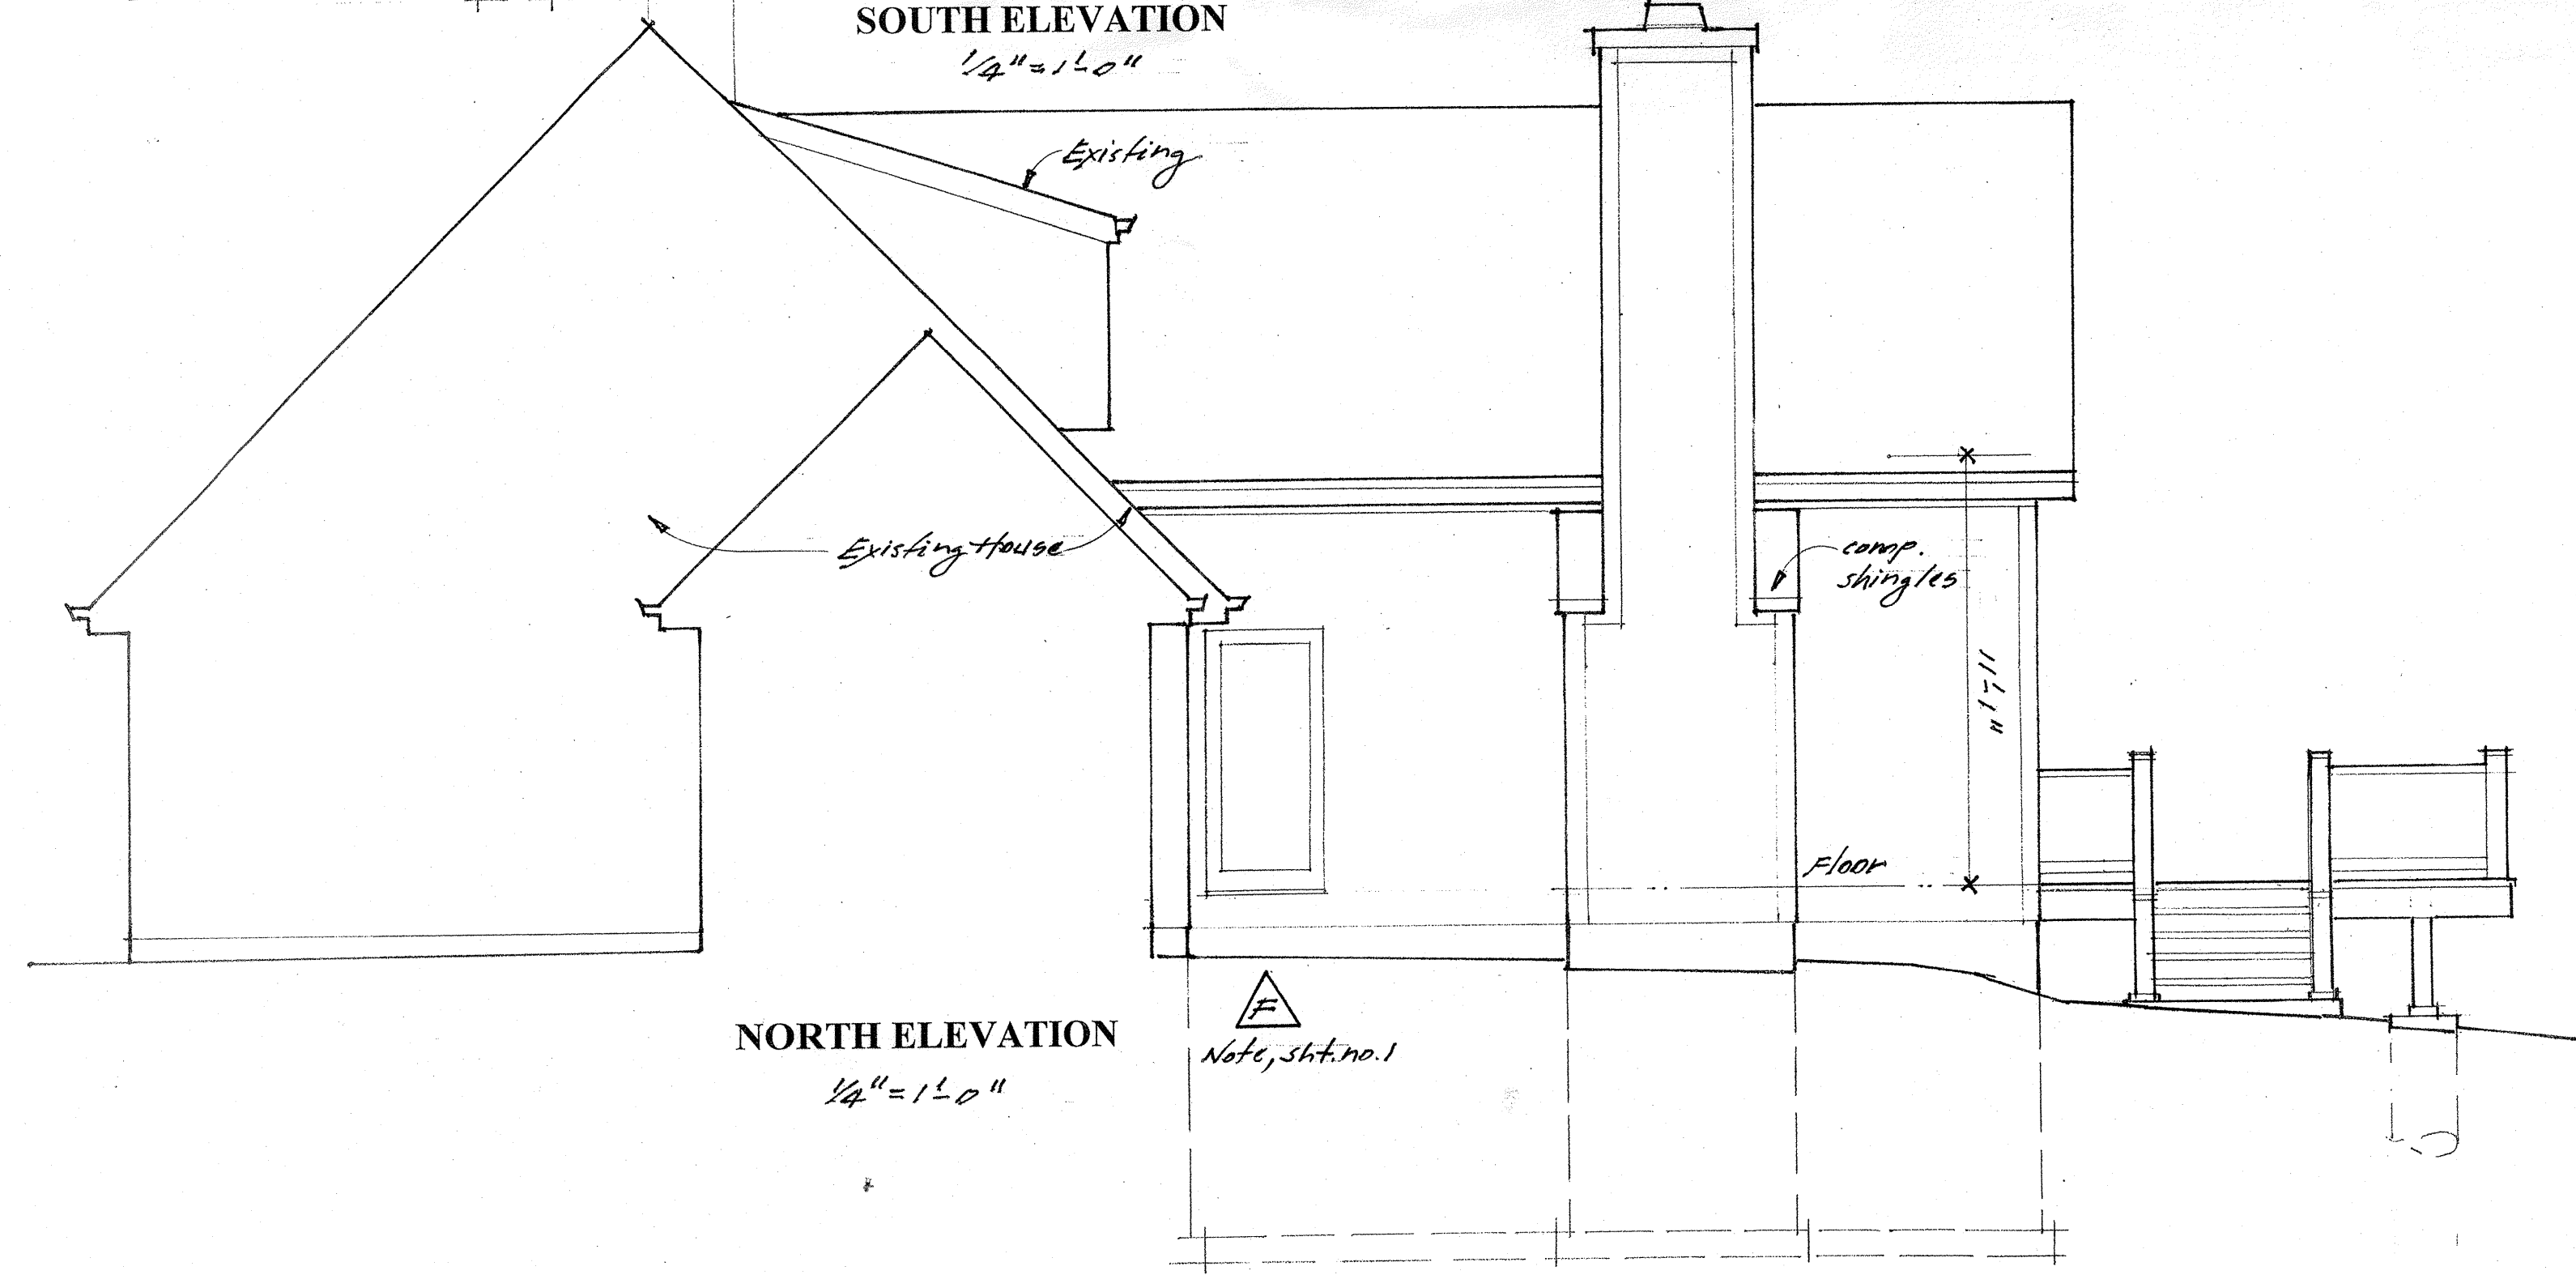 SOUTH ELEVATION
1/4"=1'-0"
Existing
Existing House
comp.
shingles
11'-1"
Floor
F
NORTH ELEVATION
1/4"=1'-0"
Note, sht. no. 1